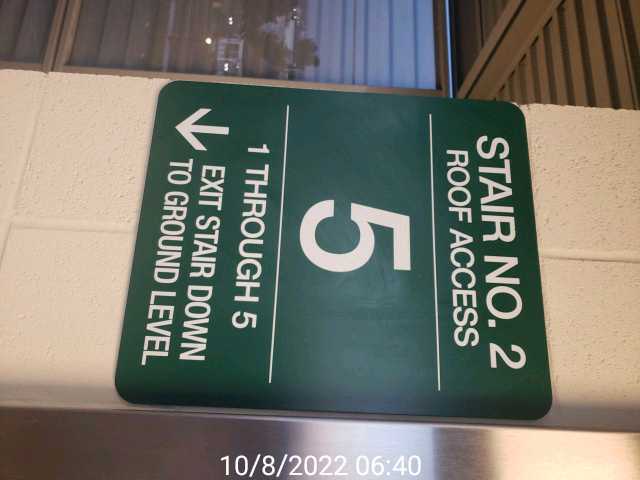 STAIR NO. 2
ROOF ACCESS
5
1 THROUGH 5
EXIT STAIR DOWN
TO GROUND LEVEL
10/8/2022 06:40